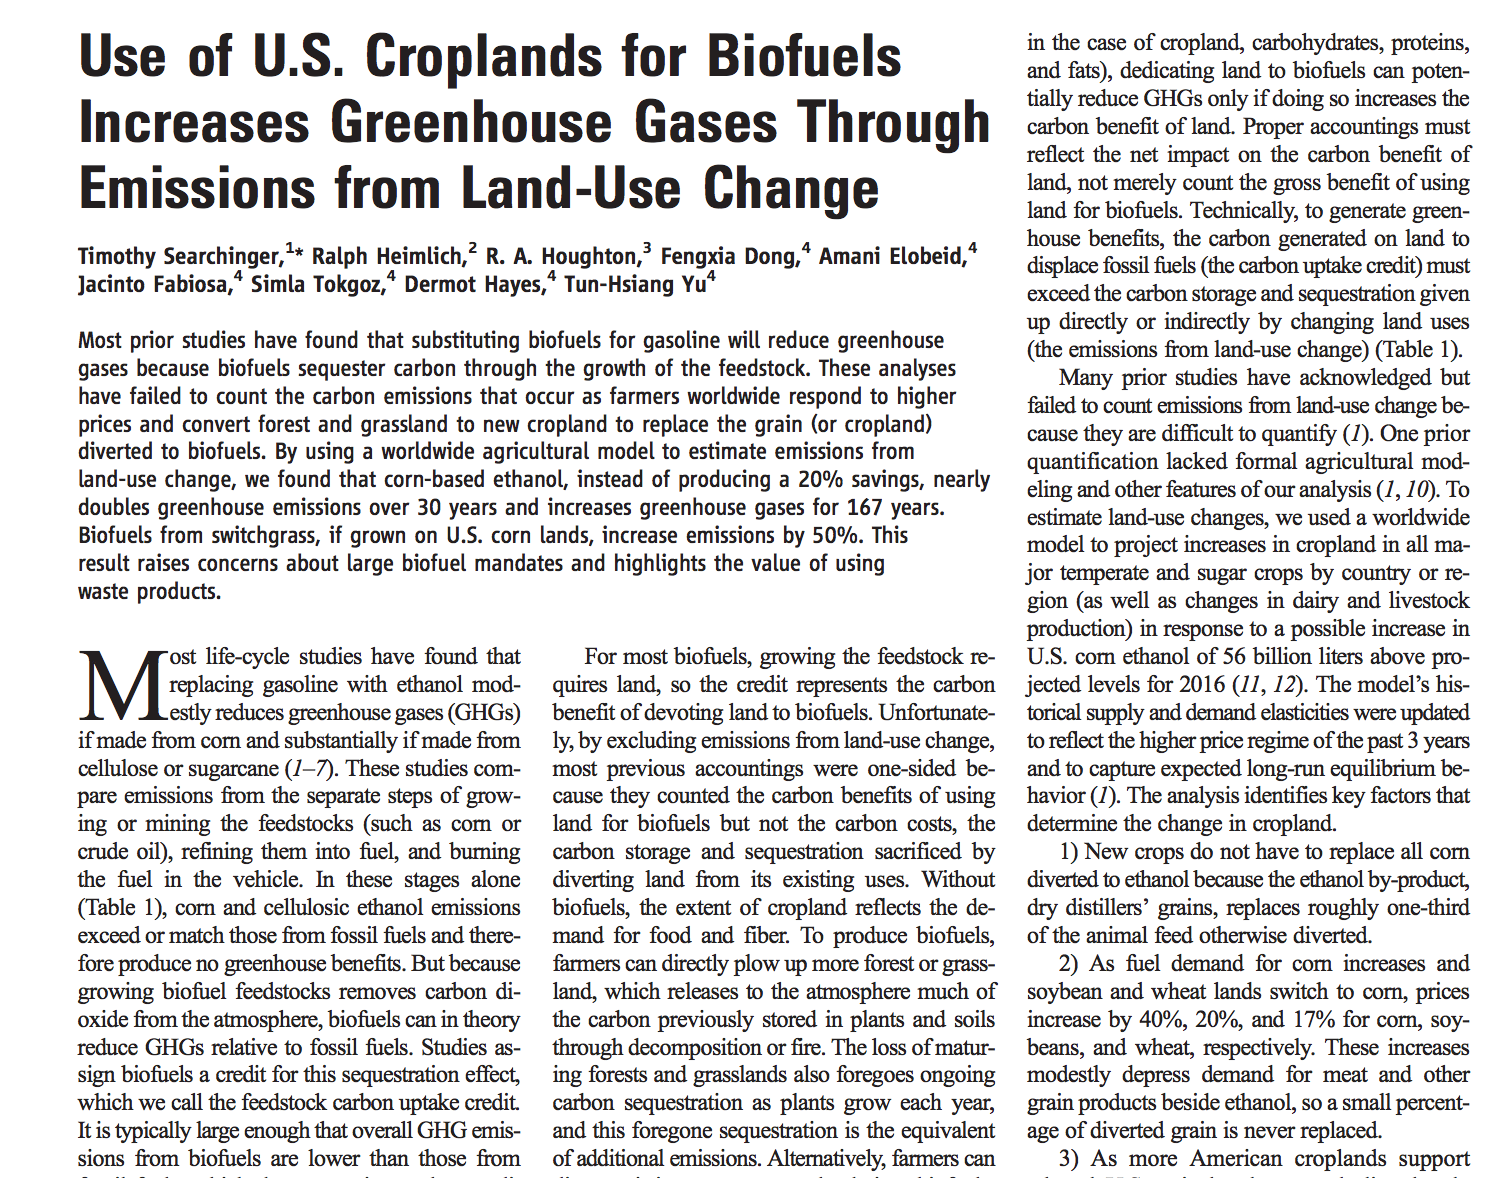 Use of U.S. Croplands for Biofuels
Increases Greenhouse Gases Through
Emissions from Land-Use Change
Timothy Searchinger,1* Ralph Heimlich,2 R. A. Houghton,3 Fengxia Dong,4 Amani Elobeid,4
Jacinto Fabiosa,4 Simla Tokgoz,4 Dermot Hayes,4 Tun-Hsiang Yu4
Most prior studies have found that substituting biofuels for gasoline will reduce greenhouse
gases because biofuels sequester carbon through the growth of the feedstock. These analyses
have failed to count the carbon emissions that occur as farmers worldwide respond to higher
prices and convert forest and grassland to new cropland to replace the grain (or cropland)
diverted to biofuels. By using a worldwide agricultural model to estimate emissions from
land-use change, we found that corn-based ethanol, instead of producing a 20% savings, nearly
doubles greenhouse emissions over 30 years and increases greenhouse gases for 167 years.
Biofuels from switchgrass, if grown on U.S. corn lands, increase emissions by 50%. This
result raises concerns about large biofuel mandates and highlights the value of using
waste products.
Most life-cycle studies have found that
replacing gasoline with ethanol mod-
estly reduces greenhouse gases (GHGs)
if made from corn and substantially if made from
cellulose or sugarcane (1–7). These studies com-
pare emissions from the separate steps of grow-
ing or mining the feedstocks (such as corn or
crude oil), refining them into fuel, and burning
the fuel in the vehicle. In these stages alone
(Table 1), corn and cellulosic ethanol emissions
exceed or match those from fossil fuels and there-
fore produce no greenhouse benefits. But because
growing biofuel feedstocks removes carbon di-
oxide from the atmosphere, biofuels can in theory
reduce GHGs relative to fossil fuels. Studies as-
sign biofuels a credit for this sequestration effect,
which we call the feedstock carbon uptake credit.
It is typically large enough that overall GHG emis-
sions from biofuels are lower than those from
For most biofuels, growing the feedstock re-
quires land, so the credit represents the carbon
benefit of devoting land to biofuels. Unfortunate-
ly, by excluding emissions from land-use change,
most previous accountings were one-sided be-
cause they counted the carbon benefits of using
land for biofuels but not the carbon costs, the
carbon storage and sequestration sacrificed by
diverting land from its existing uses. Without
biofuels, the extent of cropland reflects the de-
mand for food and fiber. To produce biofuels,
farmers can directly plow up more forest or grass-
land, which releases to the atmosphere much of
the carbon previously stored in plants and soils
through decomposition or fire. The loss of matur-
ing forests and grasslands also foregoes ongoing
carbon sequestration as plants grow each year,
and this foregone sequestration is the equivalent
of additional emissions. Alternatively, farmers can
in the case of cropland, carbohydrates, proteins,
and fats), dedicating land to biofuels can poten-
tially reduce GHGs only if doing so increases the
carbon benefit of land. Proper accountings must
reflect the net impact on the carbon benefit of
land, not merely count the gross benefit of using
land for biofuels. Technically, to generate green-
house benefits, the carbon generated on land to
displace fossil fuels (the carbon uptake credit) must
exceed the carbon storage and sequestration given
up directly or indirectly by changing land uses
(the emissions from land-use change) (Table 1).
Many prior studies have acknowledged but
failed to count emissions from land-use change be-
cause they are difficult to quantify (1). One prior
quantification lacked formal agricultural mod-
eling and other features of our analysis (1, 10). To
estimate land-use changes, we used a worldwide
model to project increases in cropland in all ma-
jor temperate and sugar crops by country or re-
gion (as well as changes in dairy and livestock
production) in response to a possible increase in
U.S. corn ethanol of 56 billion liters above pro-
jected levels for 2016 (11, 12). The model's his-
torical supply and demand elasticities were updated
to reflect the higher price regime of the past 3 years
and to capture expected long-run equilibrium be-
havior (1). The analysis identifies key factors that
determine the change in cropland.
1) New crops do not have to replace all corn
diverted to ethanol because the ethanol by-product,
dry distillers' grains, replaces roughly one-third
of the animal feed otherwise diverted.
2) As fuel demand for corn increases and
soybean and wheat lands switch to corn, prices
increase by 40%, 20%, and 17% for corn, soy-
beans, and wheat, respectively. These increases
modestly depress demand for meat and other
grain products beside ethanol, so a small percent-
age of diverted grain is never replaced.
3) As more American croplands support